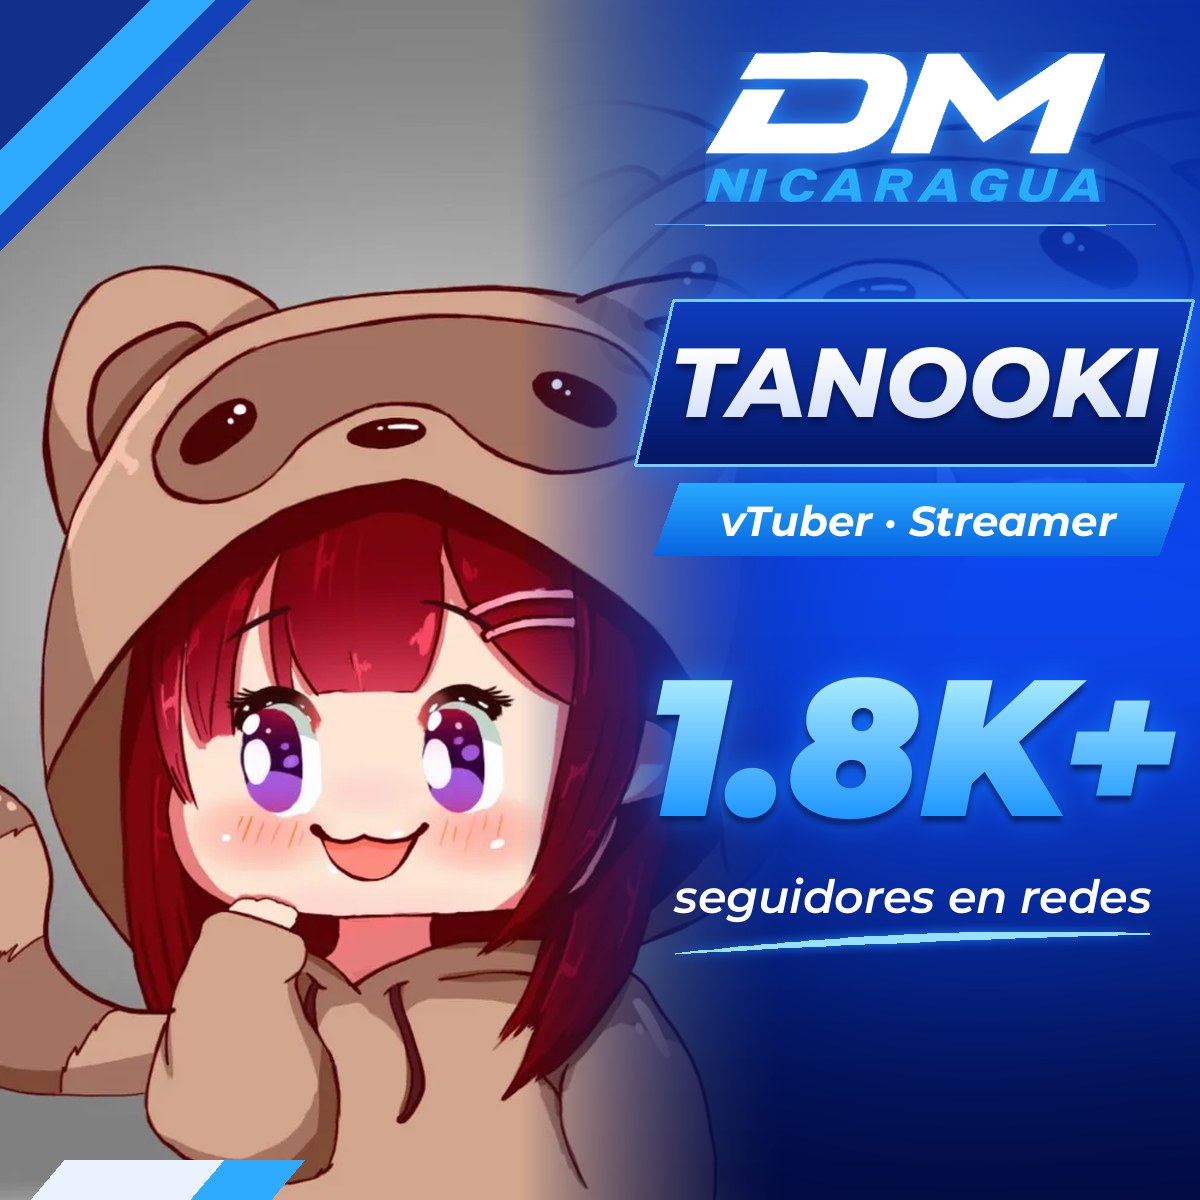 DM
NICARAGUA
TANOOKI
vTuber · Streamer
1.8K+
seguidores en redes